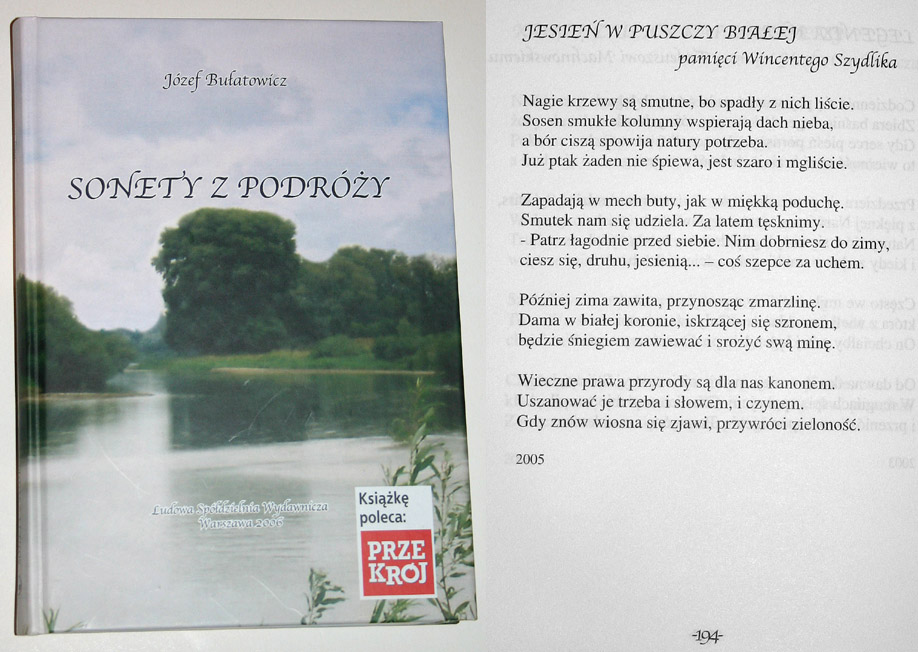 Józef Bułatowicz
SONETY Z PODRÓŻY
Ludowa Spółdzielnia Wydawnicza
Warszawa 2006
Książkę
poleca:
PRZE
KRÓJ
JESIEŃ W PUSZCZY BIAŁEJ
pamięci Wincentego Szydlika
Nagie krzewy są smutne, bo spadły z nich liście.
Sosen smukłe kolumny wspierają dach nieba,
a bór ciszą spowija natury potrzeba.
Już ptak żaden nie śpiewa, jest szaro i mgliście.
Zapadają w mech buty, jak w miękką poduchę.
Smutek nam się udziela. Za latem tęsknimy.
- Patrz łagodnie przed siebie. Nim dobrniesz do zimy,
ciesz się, druhu, jesienią... – coś szepce za uchem.
Później zima zawita, przynosząc zmarzlinę.
Dama w białej koronie, iskrzącej się szronem,
będzie śniegiem zawiewać i srożyć swą minę.
Wieczne prawa przyrody są dla nas kanonem.
Uszanować je trzeba i słowem, i czynem.
Gdy znów wiosna się zjawi, przywróci zieloność.
2005
-194-